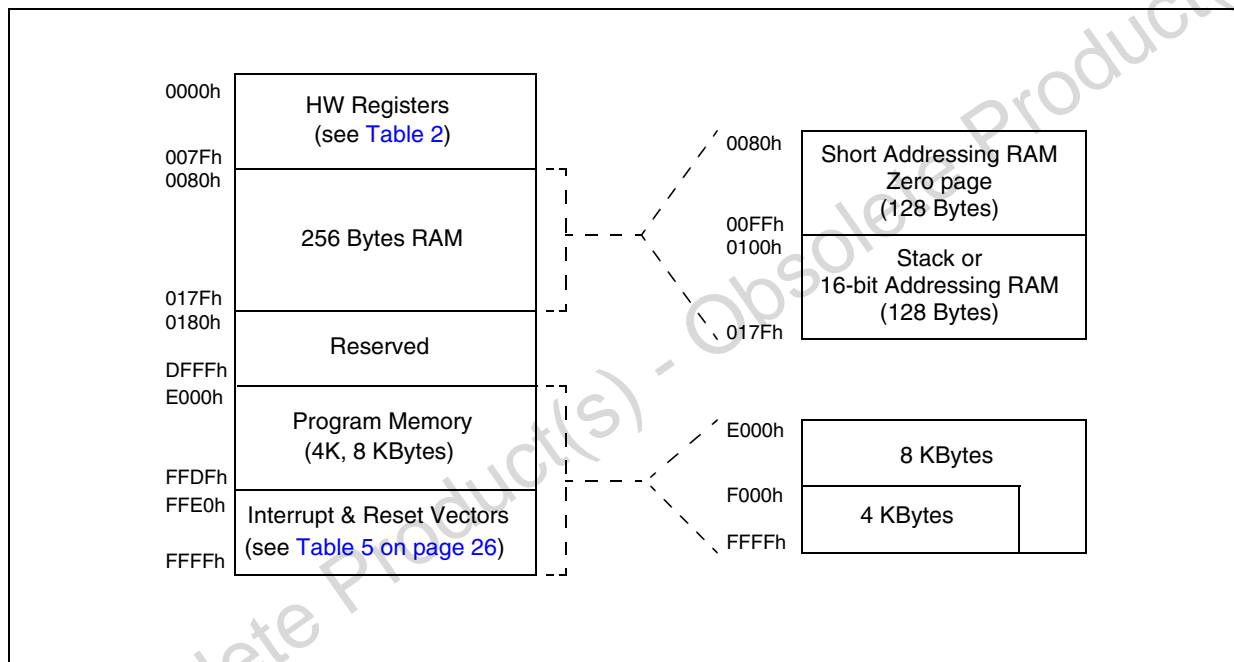 0000h
HW Registers
(see Table 2)
007Fh
0080h
256 Bytes RAM
017Fh
0180h
Reserved
DFFFh
E000h
Program Memory
(4K, 8 KBytes)
FFDFh
FFE0h
Interrupt & Reset Vectors
(see Table 5 on page 26)
FFFFh
0080h
Short Addressing RAM
Zero page
(128 Bytes)
00FFh
0100h
Stack or
16-bit Addressing RAM
(128 Bytes)
017Fh
E000h
8 KBytes
F000h
4 KBytes
FFFFh
lete Product(s) - Obsolete Product(